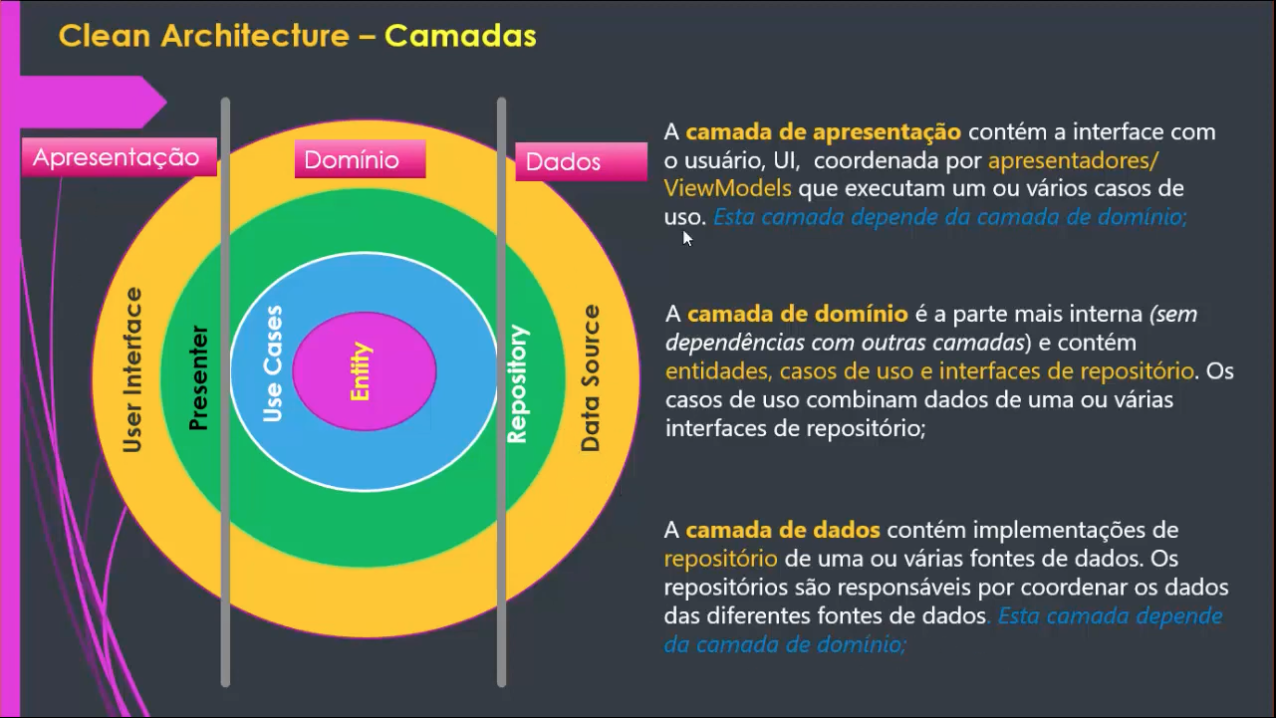 Clean Architecture – Camadas
Apresentação
Domínio
Dados
User Interface
Presenter
Use Cases
Entity
Repository
Data Source
A camada de apresentação contém a interface com
o usuário, UI, coordenada por apresentadores/
ViewModels que executam um ou vários casos de
uso. Esta camada depende da camada de domínio;
A camada de domínio é a parte mais interna (sem
dependências com outras camadas) e contém
entidades, casos de uso e interfaces de repositório. Os
casos de uso combinam dados de uma ou várias
interfaces de repositório;
A camada de dados contém implementações de
repositório de uma ou várias fontes de dados. Os
repositórios são responsáveis por coordenar os dados
das diferentes fontes de dados. Esta camada depende
da camada de domínio;